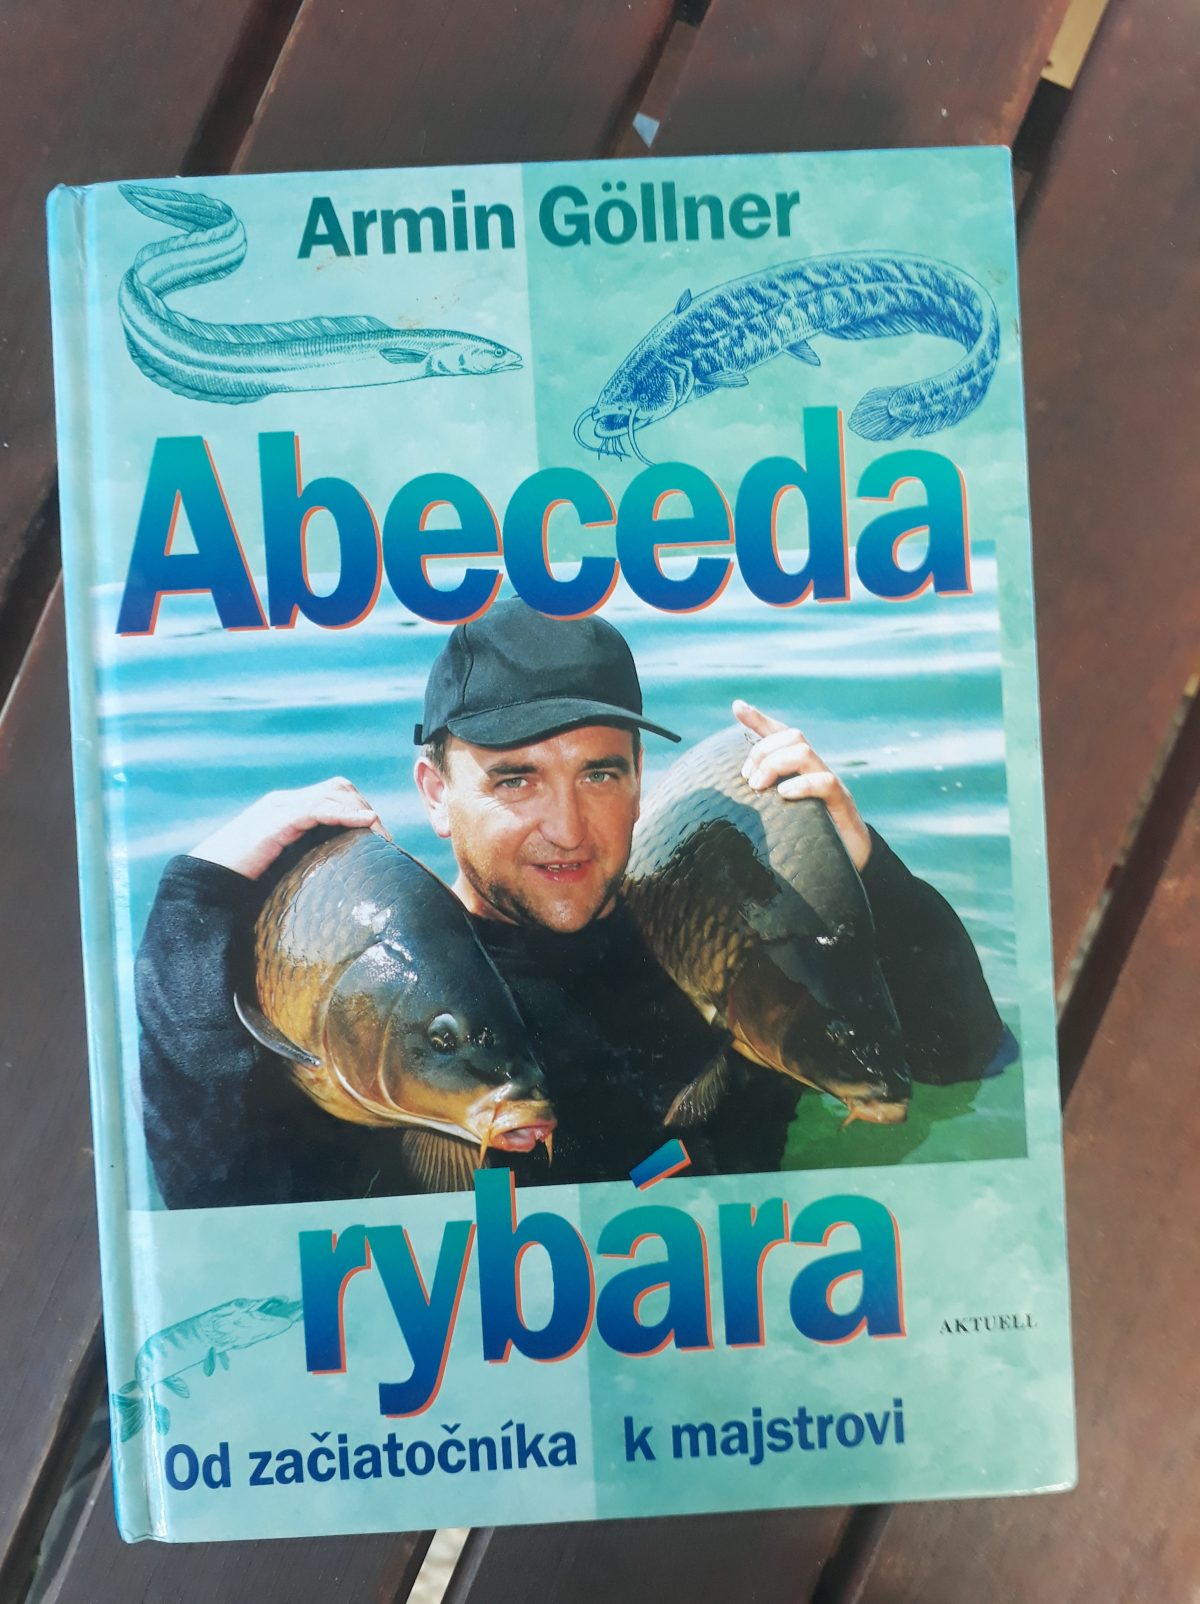 Armin Göllner
Abeceda
rybára
AKTUELL
Od začiatočníka k majstrovi